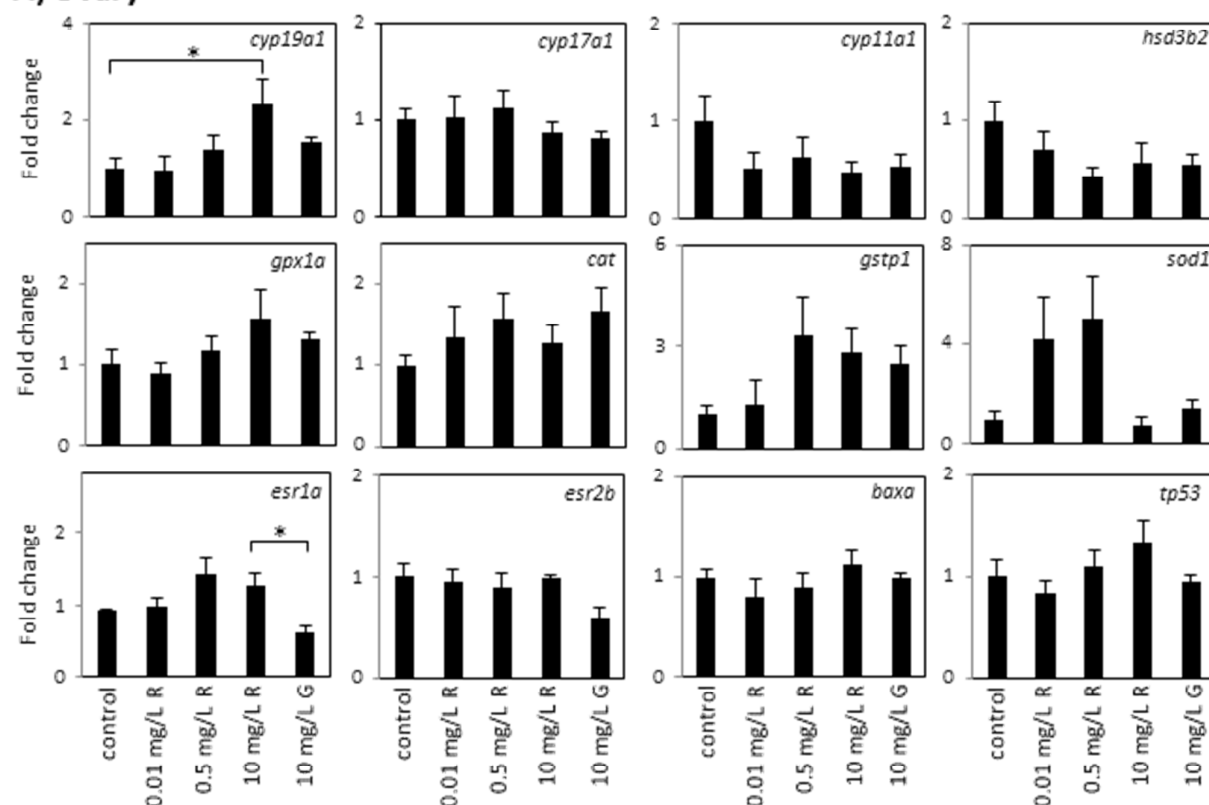 4
cyp19a1
*
2
0
Fold change
2
cyp17a1
1
0
2
cyp11a1
1
0
2
hsd3b2
1
0
gpx1a
2
1
0
Fold change
cat
2
1
0
6
gstp1
3
0
8
sod1
4
0
esr1a
2
*
1
0
Fold change
2
esr2b
1
0
2
baxa
1
0
2
tp53
1
0
control
0.01 mg/L R
0.5 mg/L R
10 mg/L R
10 mg/L G
control
0.01 mg/L R
0.5 mg/L R
10 mg/L R
10 mg/L G
control
0.01 mg/L R
0.5 mg/L R
10 mg/L R
10 mg/L G
control
0.01 mg/L R
0.5 mg/L R
10 mg/L R
10 mg/L G